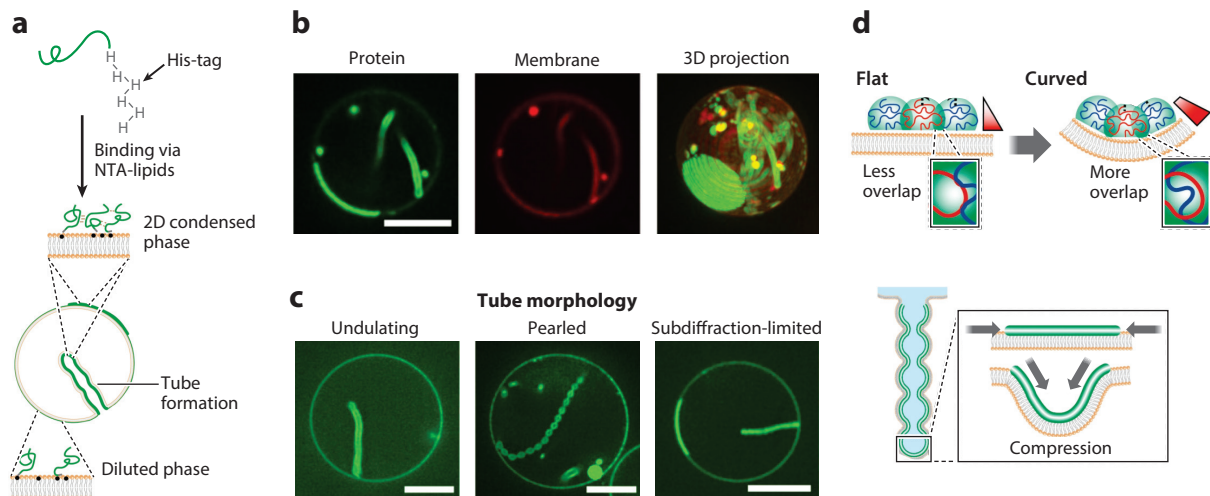 a
H
H
H
H
H
H
His-tag
Binding via
NTA-lipids
2D condensed
phase
Tube
formation
Diluted phase
b
Protein
Membrane
3D projection
c
Tube morphology
Undulating
Pearled
Subdiffraction-limited
d
Flat
Curved
Less
overlap
More
overlap
Compression